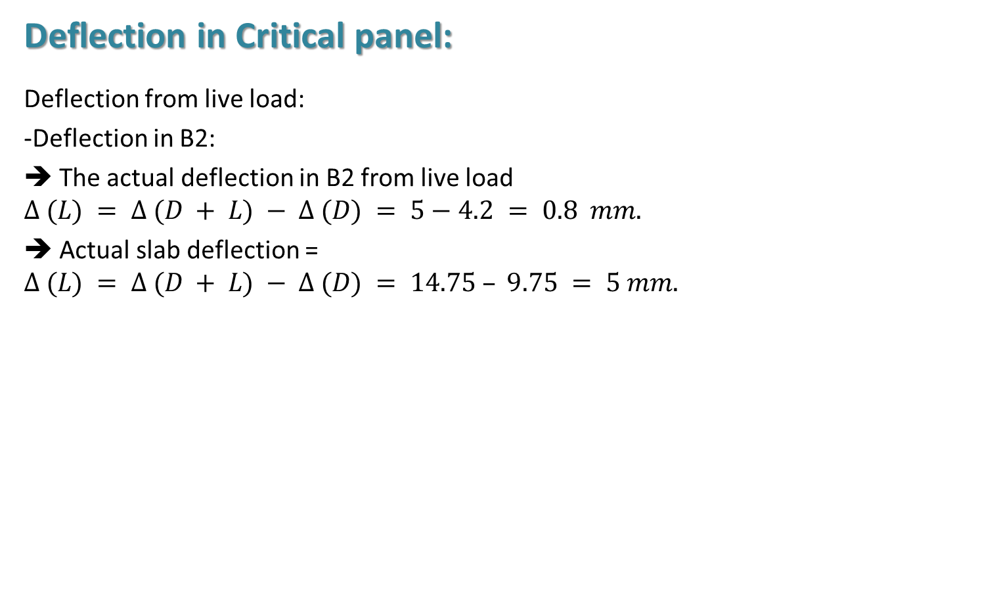 Deflection in Critical panel:
Deflection from live load:
-Deflection in B2:
➔ The actual deflection in B2 from live load
Δ (L) = Δ (D + L) − Δ (D) = 5 − 4.2 = 0.8 mm.
➔ Actual slab deflection =
Δ (L) = Δ (D + L) − Δ (D) = 14.75 – 9.75 = 5 mm.